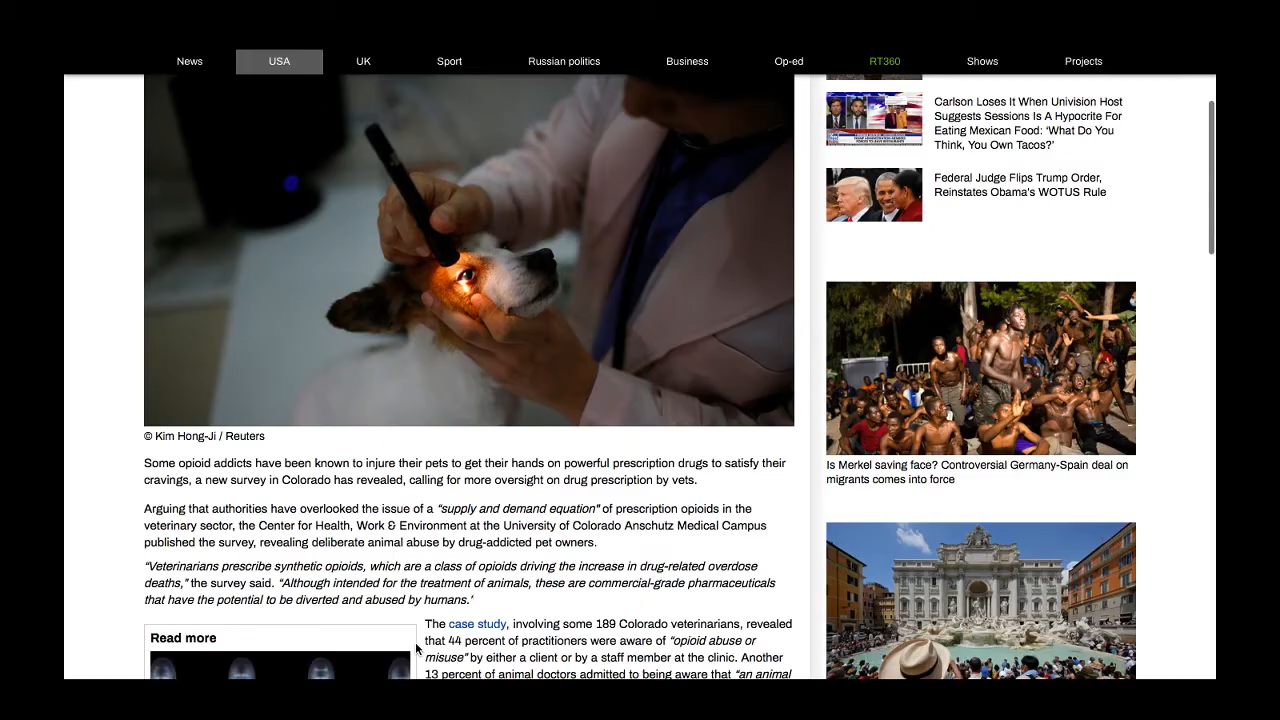 News USA UK Sport Russian politics Business Op-ed RT360 Shows Projects
© Kim Hong-Ji / Reuters
Some opioid addicts have been known to injure their pets to get their hands on powerful prescription drugs to satisfy their
cravings, a new survey in Colorado has revealed, calling for more oversight on drug prescription by vets.
Arguing that authorities have overlooked the issue of a “supply and demand equation” of prescription opioids in the
veterinary sector, the Center for Health, Work & Environment at the University of Colorado Anschutz Medical Campus
published the survey, revealing deliberate animal abuse by drug-addicted pet owners.
“Veterinarians prescribe synthetic opioids, which are a class of opioids driving the increase in drug-related overdose
deaths,” the survey said. “Although intended for the treatment of animals, these are commercial-grade pharmaceuticals
that have the potential to be diverted and abused by humans.’
Read more
The case study, involving some 189 Colorado veterinarians, revealed
that 44 percent of practitioners were aware of “opioid abuse or
misuse” by either a client or by a staff member at the clinic. Another
13 percent of animal doctors admitted to being aware that “an animal
Carlson Loses It When Univision Host
Suggests Sessions Is A Hypocrite For
Eating Mexican Food: ‘What Do You
Think, You Own Tacos?’
Federal Judge Flips Trump Order,
Reinstates Obama’s WOTUS Rule
Is Merkel saving face? Controversial Germany-Spain deal on
migrants comes into force